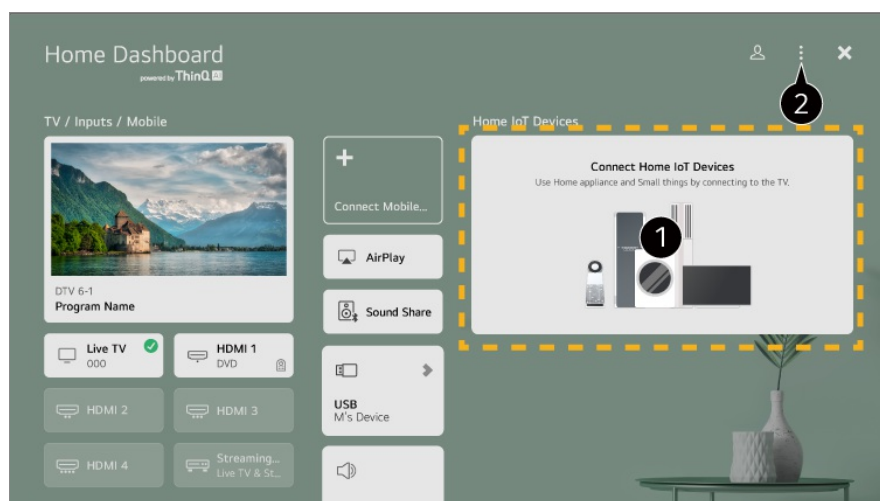 Home Dashboard
powered by ThinQ AI
2
TV / Inputs / Mobile
Home IoT Devices
Connect Home IoT Devices
Use Home appliance and Small things by connecting to the TV.
1
DTV 6-1
Program Name
Connect Mobile...
AirPlay
Sound Share
Live TV
000
HDMI 1
DVD
USB
M's Device
HDMI 2
HDMI 3
HDMI 4
Streaming...
Live TV & St...